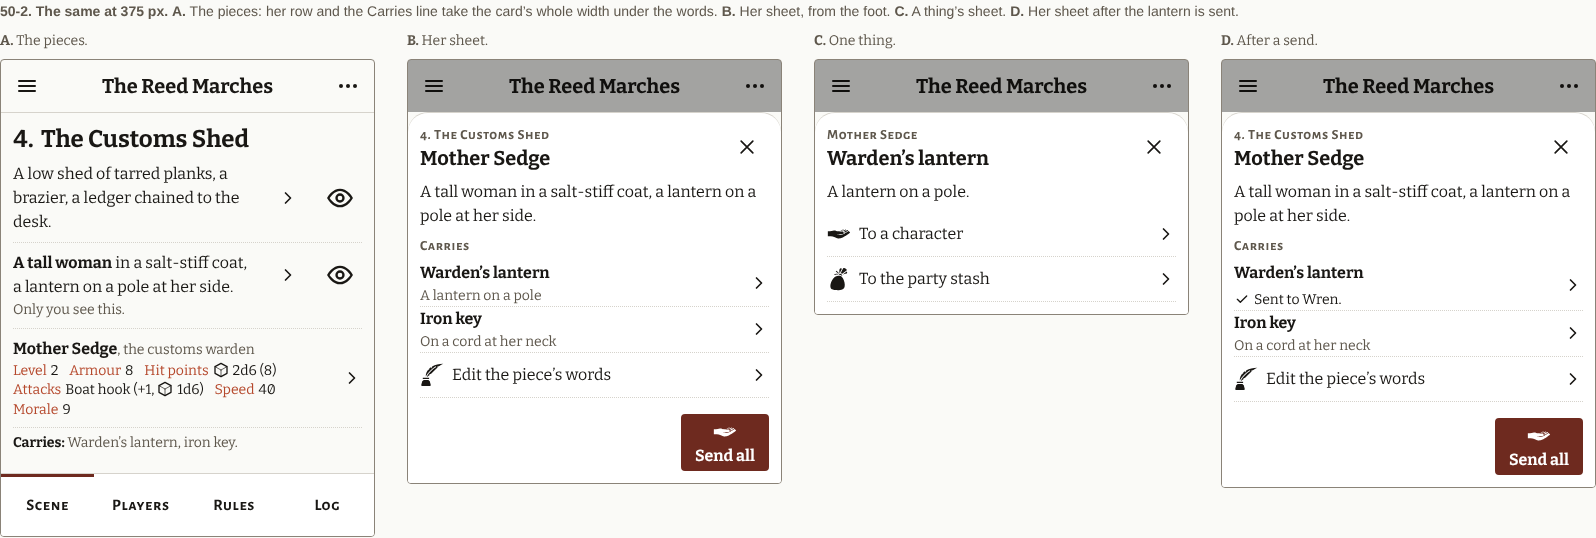 50-2. The same at 375 px. A. The pieces: her row and the Carries line take the card’s whole width under the words. B. Her sheet, from the foot. C. A thing’s sheet. D. Her sheet after the lantern is sent.
A. The pieces.
The Reed Marches
4. The Customs Shed
A low shed of tarred planks, a
brazier, a ledger chained to the
desk.
A tall woman in a salt-stiff coat,
a lantern on a pole at her side.
Only you see this.
Mother Sedge, the customs warden
Level 2 Armour 8 Hit points 2d6 (8)
Attacks Boat hook (+1, 1d6) Speed 40
Morale 9
Carries: Warden’s lantern, iron key.
Scene Players Rules Log
B. Her sheet.
The Reed Marches
4. The Customs Shed
Mother Sedge
A tall woman in a salt-stiff coat, a lantern on a
pole at her side.
Carries
Warden’s lantern
A lantern on a pole
Iron key
On a cord at her neck
Edit the piece’s words
Send all
C. One thing.
The Reed Marches
Mother Sedge
Warden’s lantern
A lantern on a pole.
To a character
To the party stash
D. After a send.
The Reed Marches
4. The Customs Shed
Mother Sedge
A tall woman in a salt-stiff coat, a lantern on a
pole at her side.
Carries
Warden’s lantern
Sent to Wren.
Iron key
On a cord at her neck
Edit the piece’s words
Send all